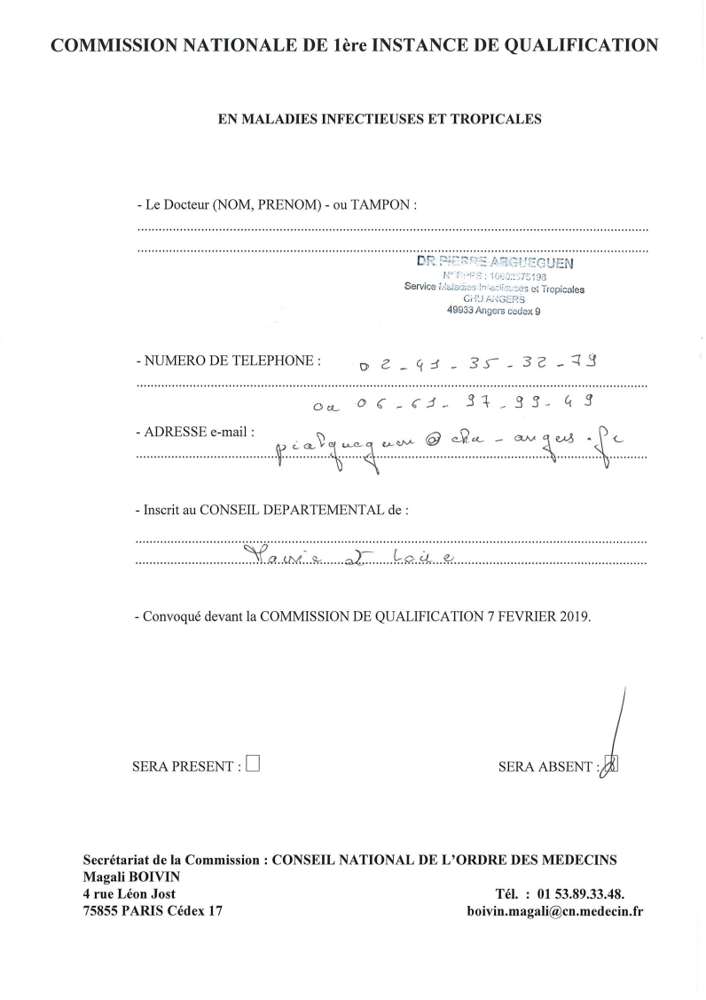 COMMISSION NATIONALE DE 1ère INSTANCE DE QUALIFICATION
EN MALADIES INFECTIEUSES ET TROPICALES
- Le Docteur (NOM, PRENOM) - ou TAMPON :
DR PIERRE ABGUEGUEN
N° RPPS :
Service Maladies Infectieuses et Tropicales
CHU ANGERS
49933 Angers cedex 9
- NUMERO DE TELEPHONE : 02-41-35-32-79
ou 06-61-97-99-49
- ADRESSE e-mail : piabgueguen@chu-angers.fr
- Inscrit au CONSEIL DEPARTEMENTAL de :
Maine et Loire
- Convoqué devant la COMMISSION DE QUALIFICATION 7 FEVRIER 2019.
SERA PRESENT : SERA ABSENT :
Secrétariat de la Commission : CONSEIL NATIONAL DE L'ORDRE DES MEDECINS
Magali BOIVIN
4 rue Léon Jost Tél. : 01 53.89.33.48.
75855 PARIS Cédex 17 boivin.magali@cn.medecin.fr